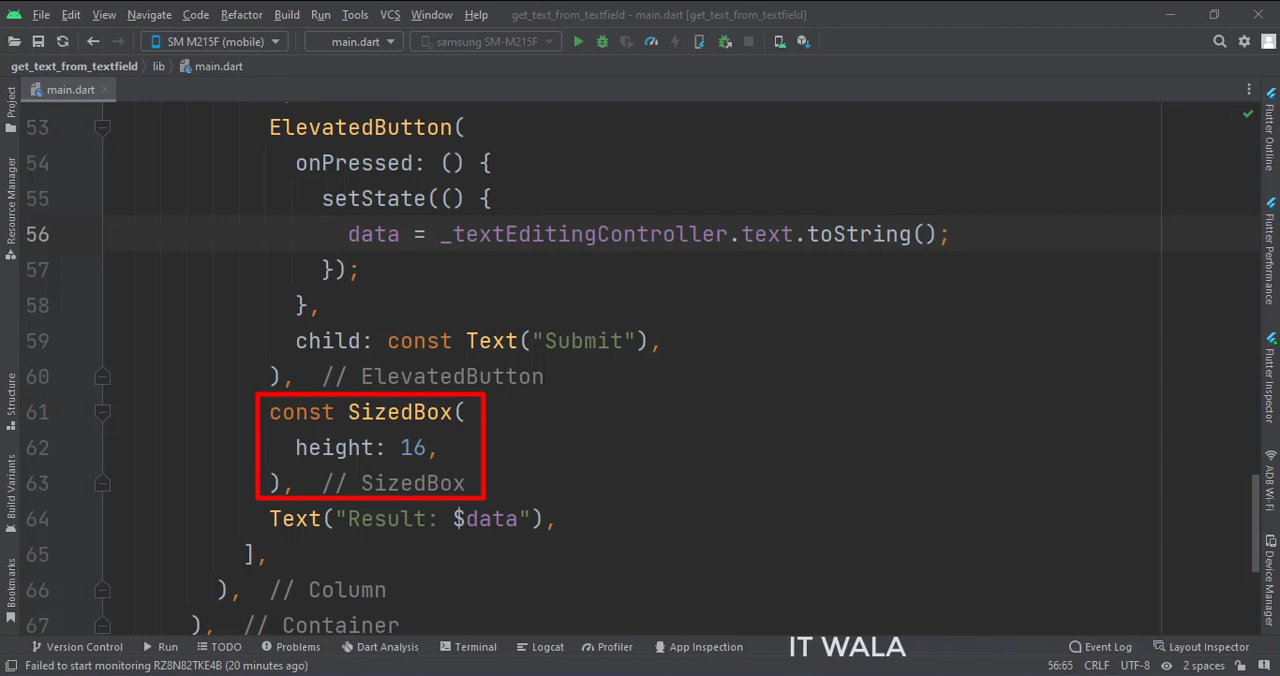 File Edit View Navigate Code Refactor Build Run Tools VCS Window Help get_text_from_textfield - main.dart [get_text_from_textfield]
SM M215F (mobile) main.dart samsung SM-M215F
get_text_from_textfield lib main.dart
main.dart
53 ElevatedButton(
54 onPressed: () {
55 setState(() {
56 data = _textEditingController.text.toString();
57 });
58 },
59 child: const Text("Submit"),
60 ), // ElevatedButton
61 const SizedBox(
62 height: 16,
63 ), // SizedBox
64 Text("Result: $data"),
65 ],
66 ), // Column
67 ), // Container
Project
Resource Manager
Structure
Build Variants
Bookmarks
Flutter Outline
Flutter Performance
Flutter Inspector
ADB Wi-Fi
Device Manager
IT WALA
Version Control Run TODO Problems Dart Analysis Terminal Logcat Profiler App Inspection Event Log Layout Inspector
Failed to start monitoring RZ8N82TKE4B (20 minutes ago) 56:65 CRLF UTF-8 2 spaces